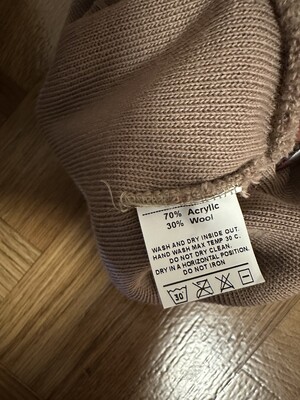 70% Acrylic
30% Wool
WASH AND DRY INSIDE OUT.
HAND WASH MAX TEMP 30 C.
DO NOT DRY CLEAN.
DRY IN A HORIZONTAL POSITION.
DO NOT IRON
30